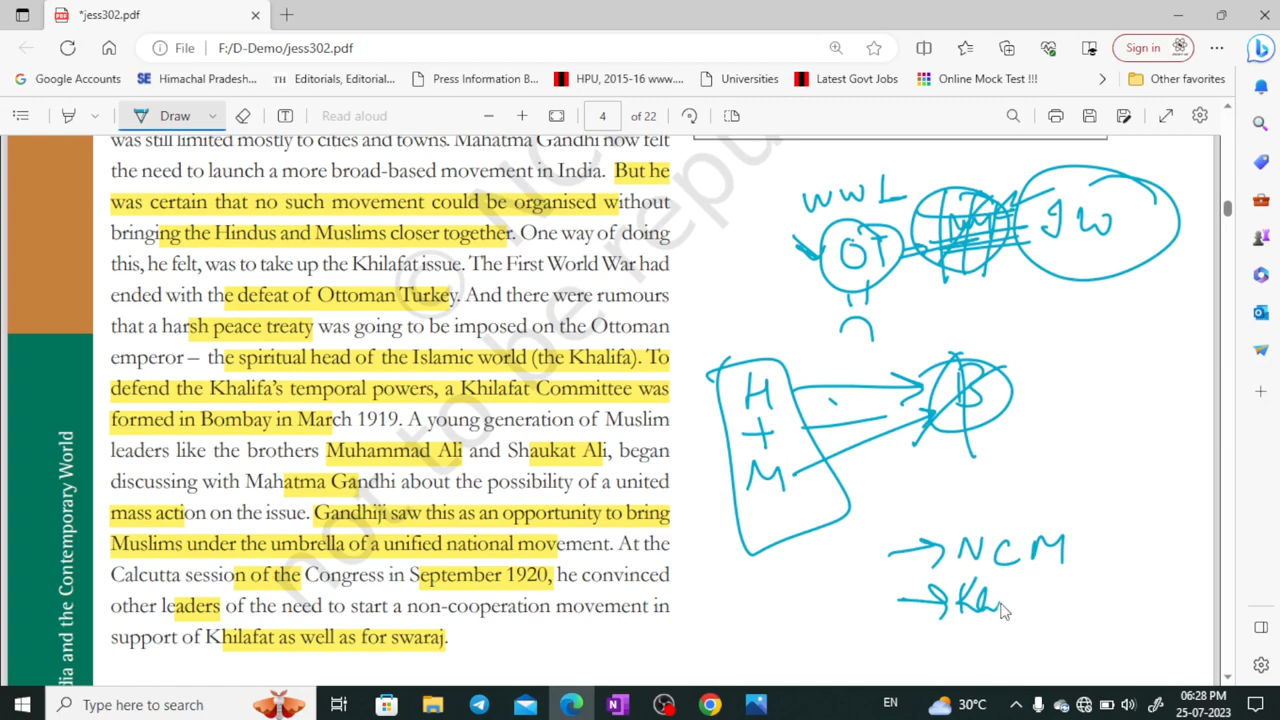 *jess302.pdf
File F:/D-Demo/jess302.pdf Sign in
Google Accounts SE Himachal Pradesh... TH Editorials, Editorial... Press Information B... HPU, 2015-16 www.... Universities Latest Govt Jobs Online Mock Test !!! Other favorites
Draw Read aloud 4 of 22
was still limited mostly to cities and towns. Mahatma Gandhi now felt
the need to launch a more broad-based movement in India. But he
was certain that no such movement could be organised without
bringing the Hindus and Muslims closer together. One way of doing
this, he felt, was to take up the Khilafat issue. The First World War had
ended with the defeat of Ottoman Turkey. And there were rumours
that a harsh peace treaty was going to be imposed on the Ottoman
emperor – the spiritual head of the Islamic world (the Khalifa). To
defend the Khalifa's temporal powers, a Khilafat Committee was
formed in Bombay in March 1919. A young generation of Muslim
leaders like the brothers Muhammad Ali and Shaukat Ali, began
discussing with Mahatma Gandhi about the possibility of a united
mass action on the issue. Gandhiji saw this as an opportunity to bring
Muslims under the umbrella of a unified national movement. At the
Calcutta session of the Congress in September 1920, he convinced
other leaders of the need to start a non-cooperation movement in
support of Khilafat as well as for swaraj.
dia and the Contemporary World
© NC
not to be repu
WWL
OT
IW
H
+
M
B
→ NCM
→ Kh
Type here to search
30°C EN 06:28 PM
25-07-2023